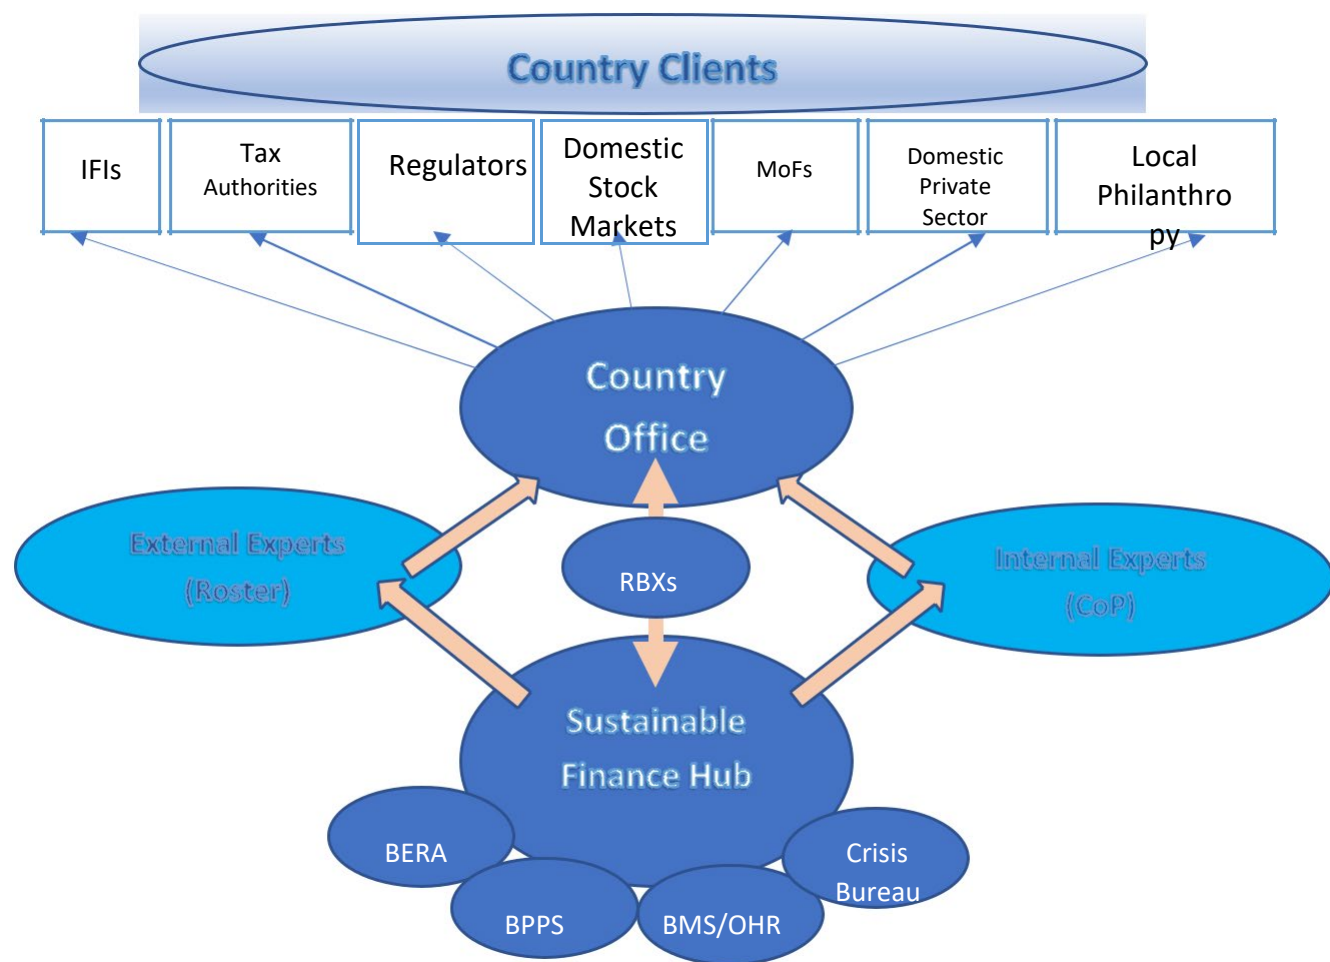 Country Clients
IFIs
Tax
Authorities
Regulators
Domestic
Stock
Markets
MoFs
Domestic
Private
Sector
Local
Philanthro
py
Country
Office
External Experts
(Roster)
RBXs
Internal Experts
(CoP)
Sustainable
Finance Hub
BERA
BPPS
BMS/OHR
Crisis
Bureau